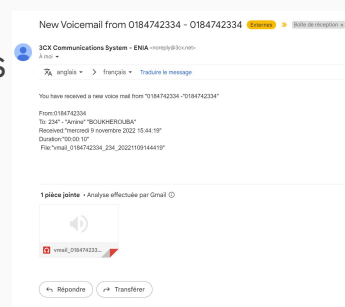 New Voicemail from 0184742334 - 0184742334 Externes Boîte de réception ×
3CX Communications System - ENIA <noreply@3cx.net>
À moi
anglais > français Traduire le message
You have received a new voice mail from "0184742334 -"0184742334"
From:0184742334
To: 234" - "Amine" "BOUKHEROUBA"
Received:"mercredi 9 novembre 2022 15:44:19"
Duration:"00:00:10"
File:"vmail_0184742334_234_20221109144419"
1 pièce jointe • Analyse effectuée par Gmail
vmail_018474233...
Répondre
Transférer